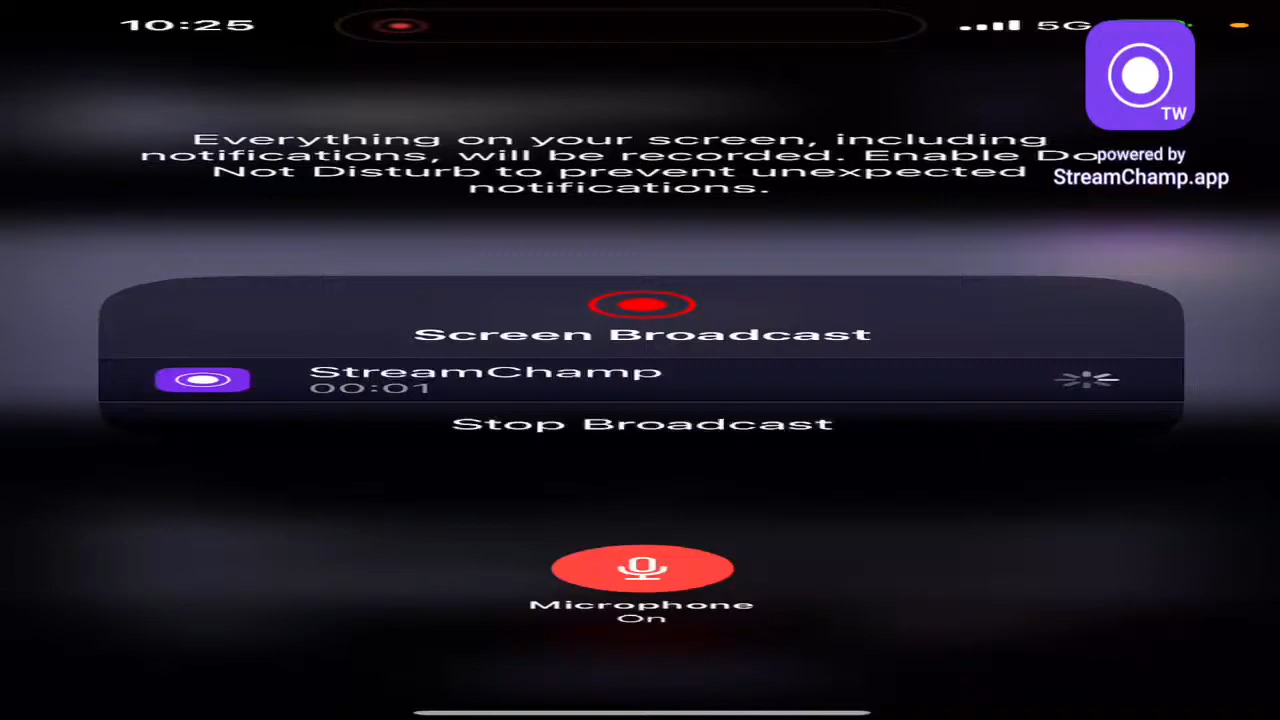 10:25
5G
TW
powered by
StreamChamp.app
Everything on your screen, including
notifications, will be recorded. Enable Do
Not Disturb to prevent unexpected
notifications.
Screen Broadcast
StreamChamp
00:01
Stop Broadcast
Microphone
On